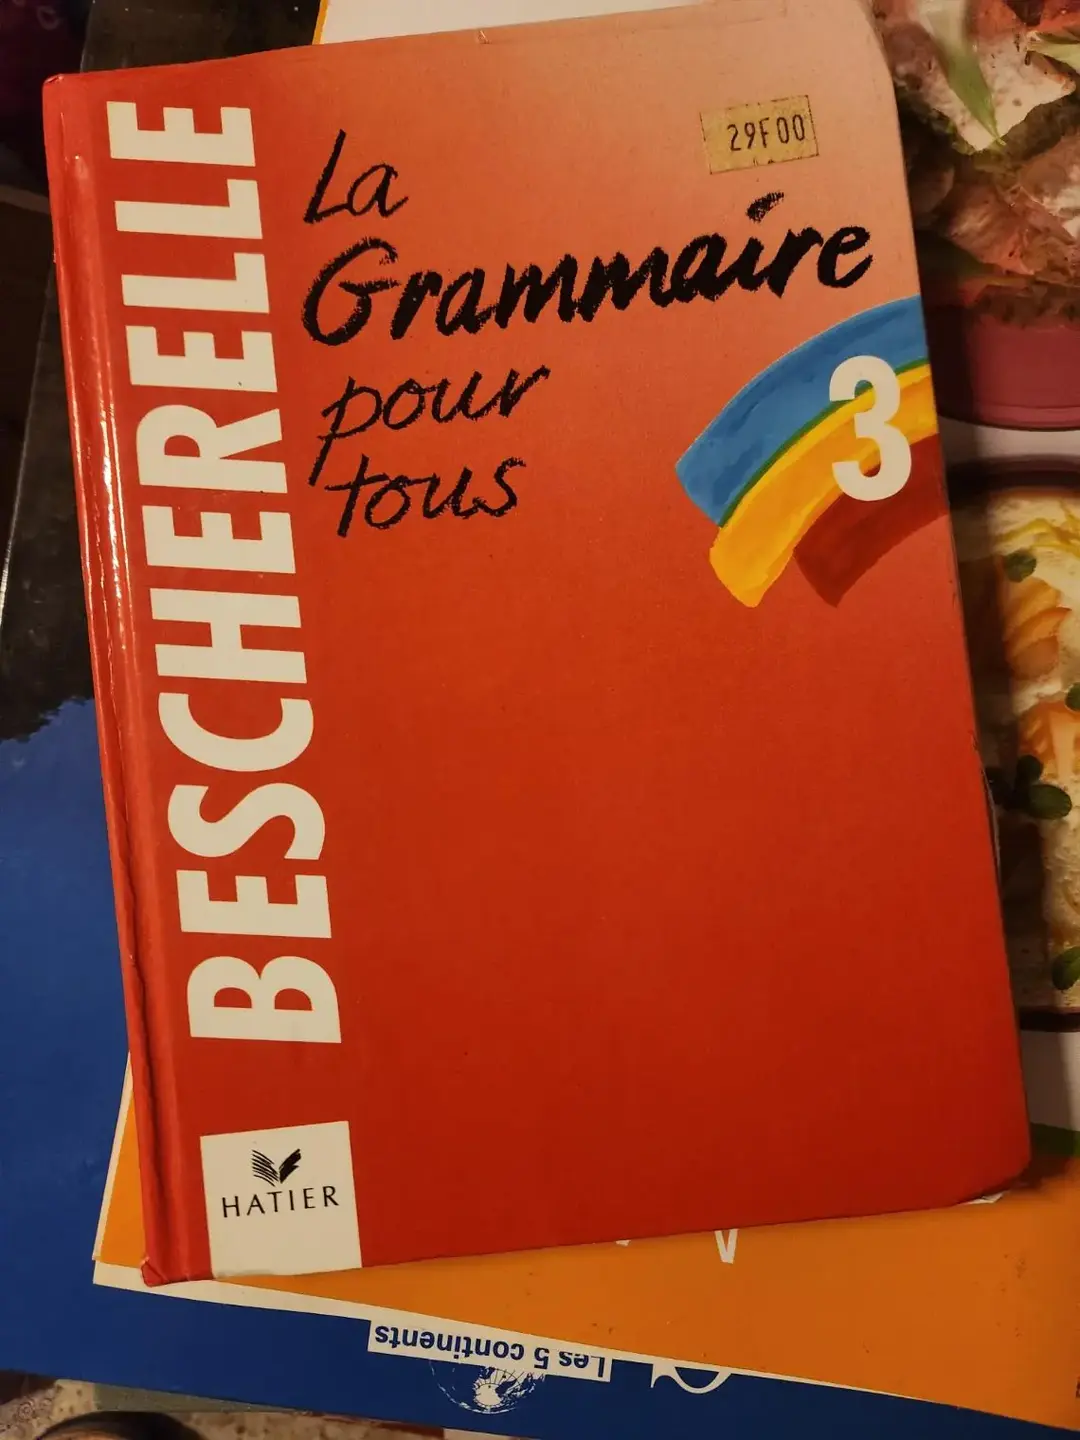 BESCHERELLE
La
Grammaire
pour
tous
29F00
3
HATIER
Les 5 continents